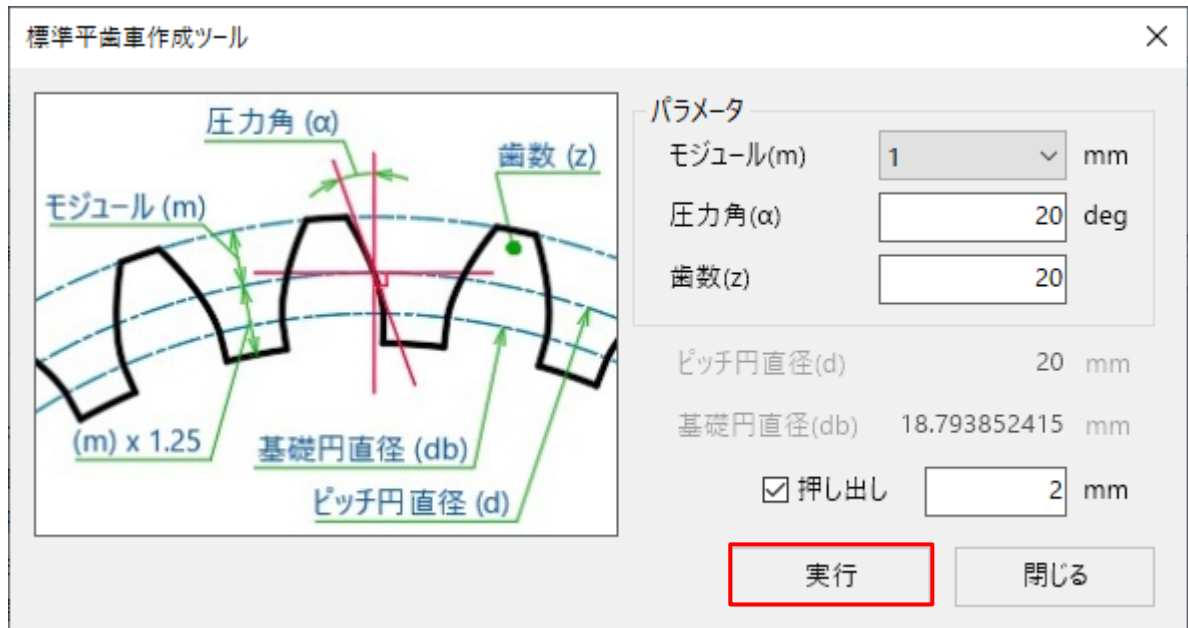 標準平歯車作成ツール
圧力角 (α)
歯数 (z)
モジュール (m)
(m) x 1.25
基礎円直径 (db)
ピッチ円直径 (d)
パラメータ
モジュール(m) 1 mm
圧力角(α) 20 deg
歯数(z) 20
ピッチ円直径(d) 20 mm
基礎円直径(db) 18.793852415 mm
押し出し 2 mm
実行 閉じる